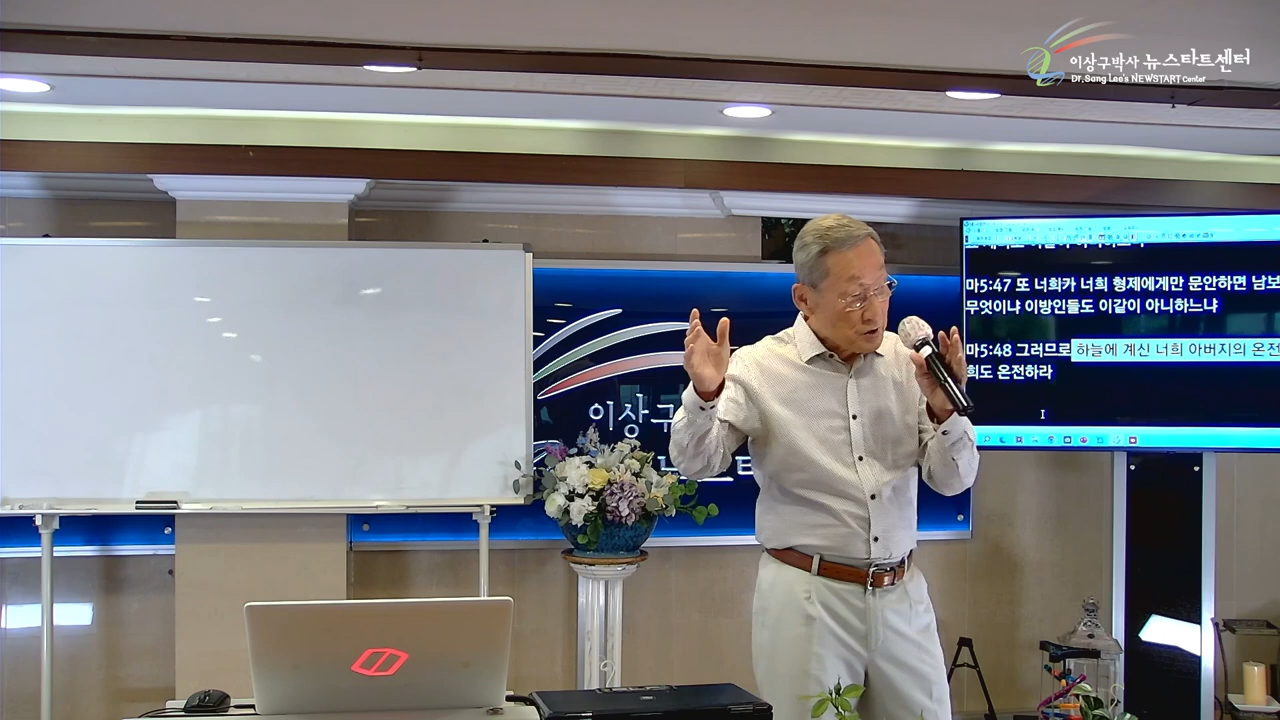 이상구박사 뉴스타트센터
Dr. Sang Lee's NEWSTART Center
마5:47 또 너희가 너희 형제에게만 문안하면 남보
무엇이냐 이방인들도 이같이 아니하느냐
마5:48 그러므로 하늘에 계신 너희 아버지의 온전
희도 온전하라
이상구